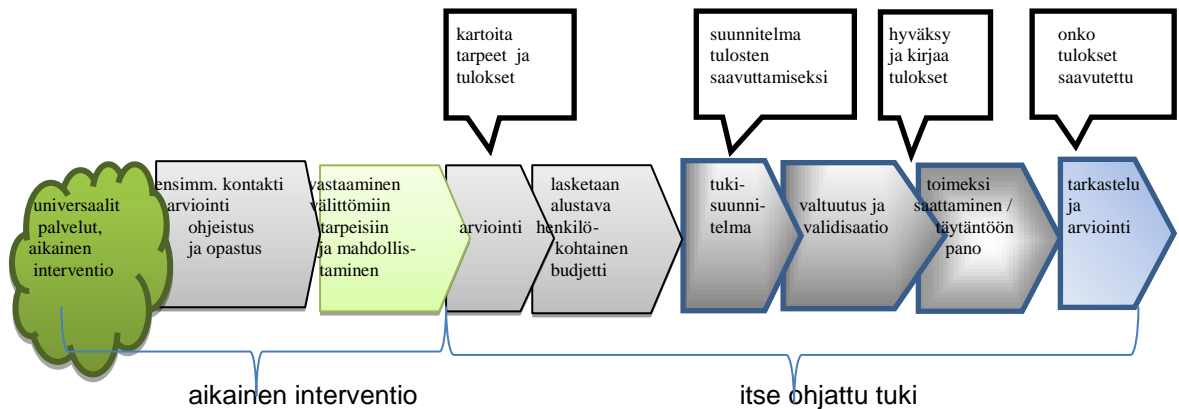 kartoita
tarpeet ja
tulokset
suunnitelma
tulosten
saavuttamiseksi
hyväksy
ja kirjaa
tulokset
onko
tulokset
saavutettu
universaalit
palvelut,
aikainen
interventio
ensimm. kontakti
arviointi
ohjeistus
ja opastus
vastaaminen
välittömiin
tarpeisiin
ja mahdollis-
taminen
arviointi
lasketaan
alustava
henkilö-
kohtainen
budjetti
tuki-
suunni-
telma
valtuutus ja
validisaatio
toimeksi
saattaminen /
täytäntöön
pano
tarkastelu
ja
arviointi
aikainen interventio
itse ohjattu tuki